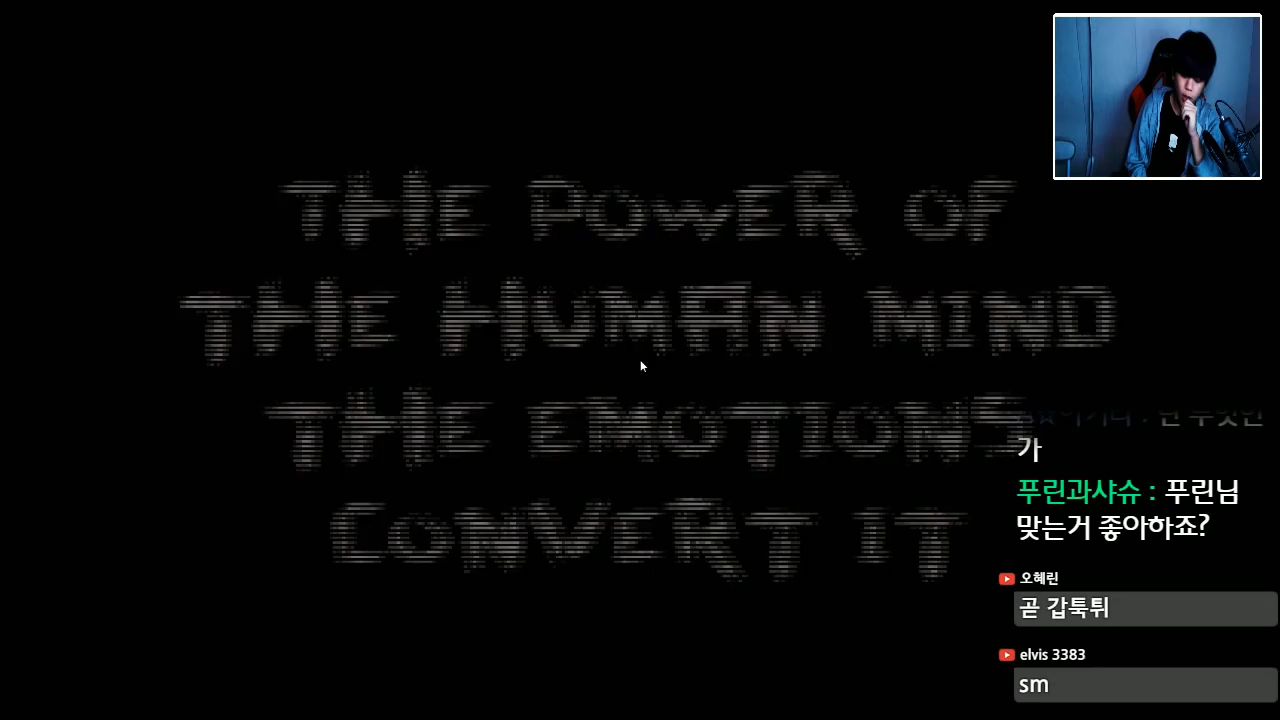 THE POWER OF
THE HUMAN MIND
THE EMOTIONS
CONVERT IT
가
푸린과샤슈 : 푸린님
맞는거 좋아하죠?
오혜린
곧 갑툭튀
elvis 3383
sm